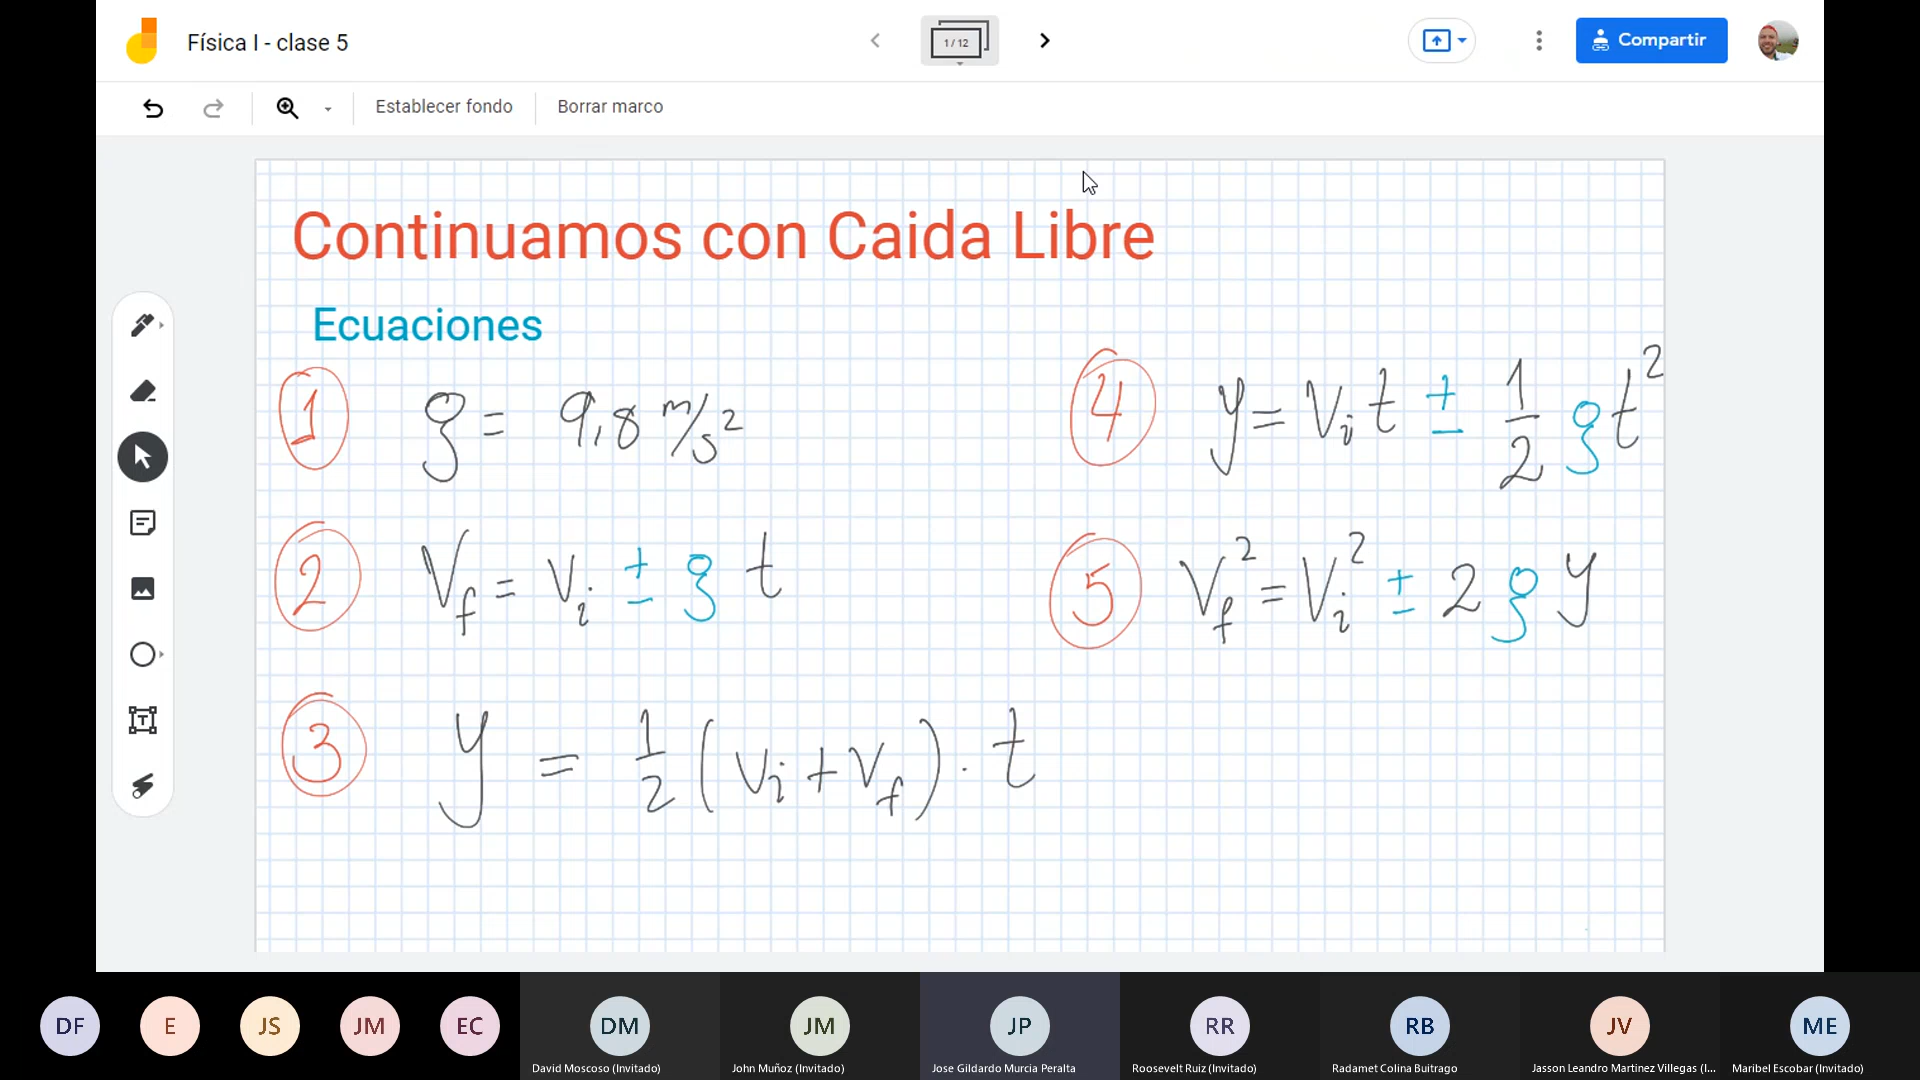 Física I - clase 5
1 / 12
Compartir
Establecer fondo
Borrar marco
Continuamos con Caida Libre
Ecuaciones
1 g = 9,8 m/s²
2 Vf = Vi ± g t
3 y = 1/2 (Vi + Vf) . t
4 y = Vi t ± 1/2 g t²
5 Vf² = Vi² ± 2 g y
DF
E
JS
JM
EC
DM
David Moscoso (Invitado)
JM
John Muñoz (Invitado)
JP
Jose Gildardo Murcia Peralta
RR
Roosevelt Ruiz (Invitado)
RB
Radamet Colina Buitrago
JV
Jasson Leandro Martinez Villegas (I...
ME
Maribel Escobar (Invitado)